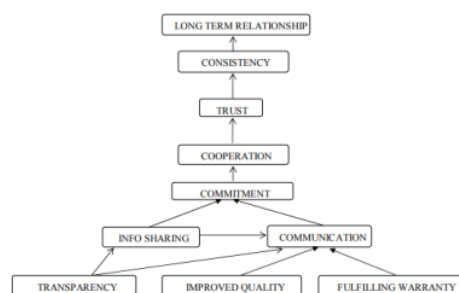 LONG TERM RELATIONSHIP
CONSISTENCY
TRUST
COOPERATION
COMMITMENT
INFO SHARING
COMMUNICATION
TRANSPARENCY
IMPROVED QUALITY
FULFILLING WARRANTY